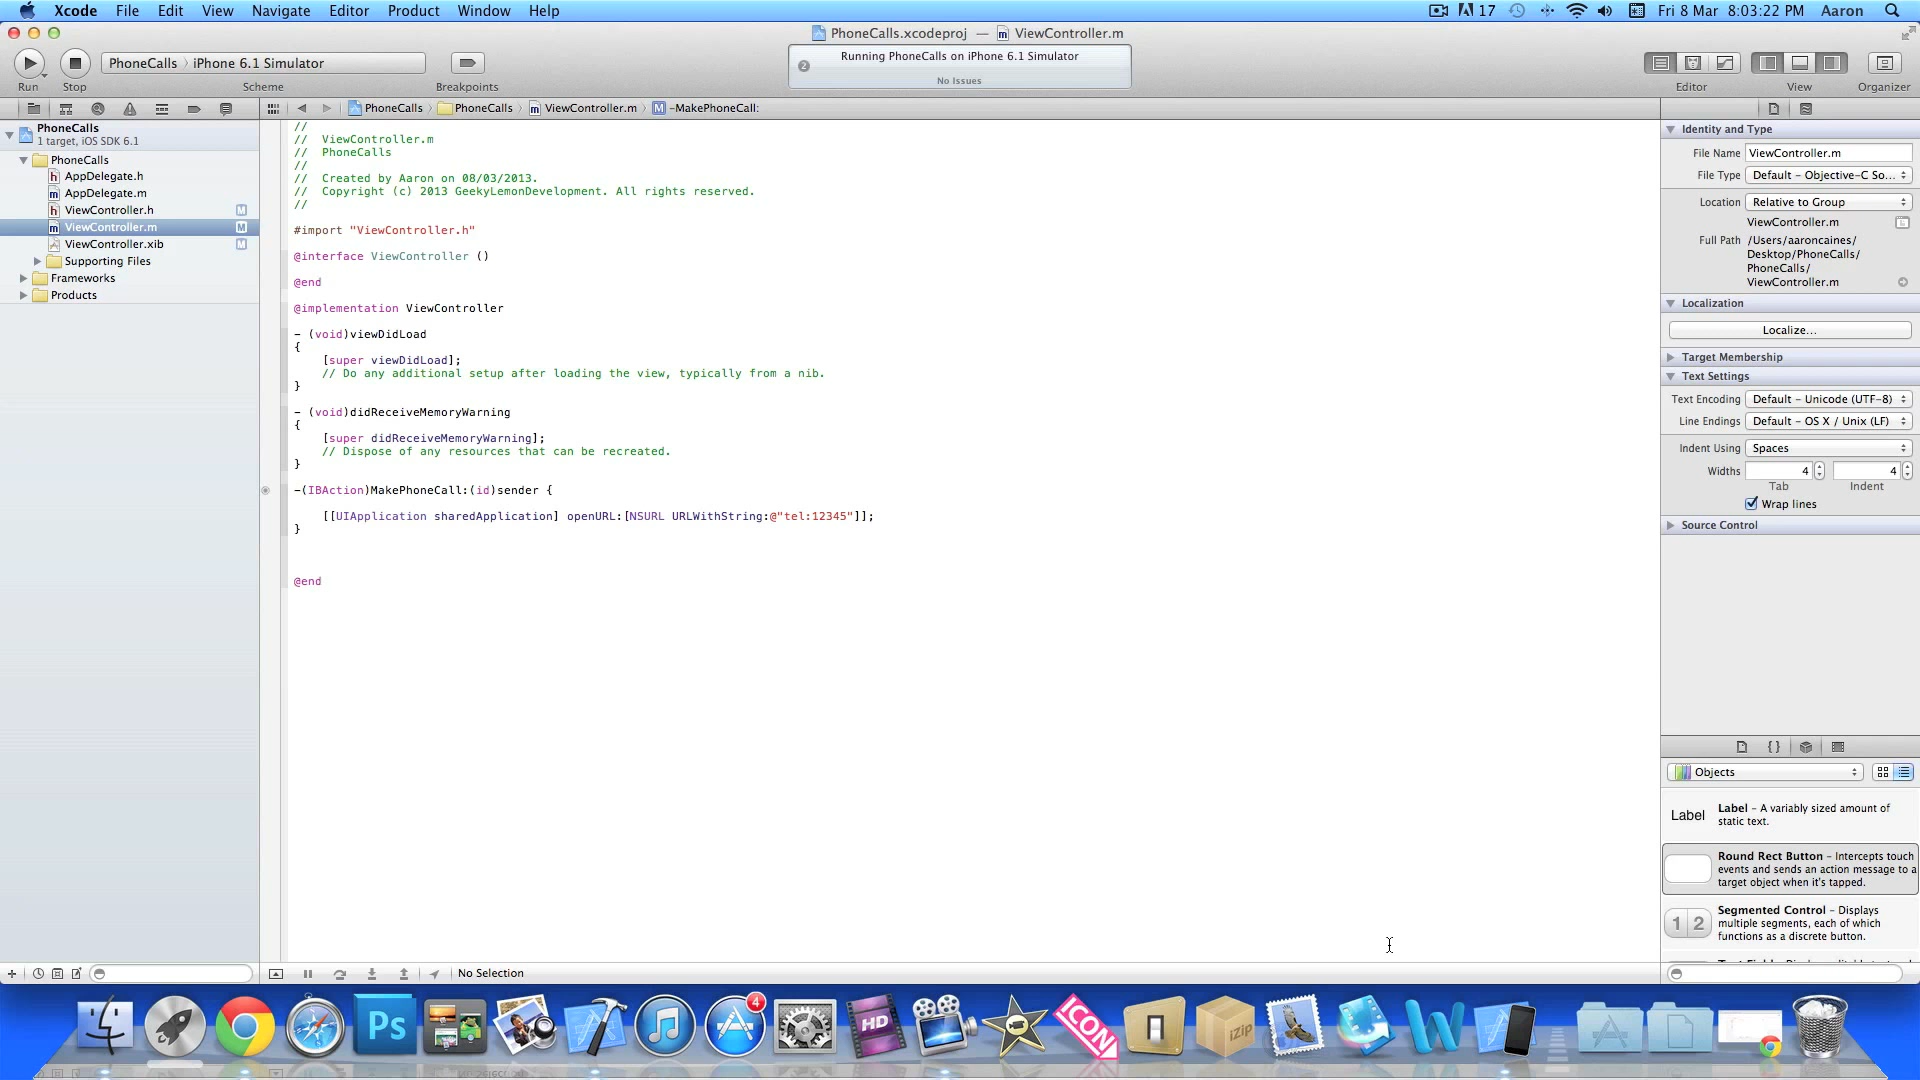 Xcode File Edit View Navigate Editor Product Window Help 17 Fri 8 Mar 8:03:22 PM Aaron
PhoneCalls.xcodeproj — ViewController.m
PhoneCalls iPhone 6.1 Simulator
Running PhoneCalls on iPhone 6.1 Simulator
2
No Issues
Run Stop Scheme Breakpoints Editor View Organizer
PhoneCalls PhoneCalls ViewController.m M -MakePhoneCall:
PhoneCalls
1 target, iOS SDK 6.1
PhoneCalls
h AppDelegate.h
m AppDelegate.m
h ViewController.h M
m ViewController.m M
ViewController.xib M
Supporting Files
Frameworks
Products
//
// ViewController.m
// PhoneCalls
//
// Created by Aaron on 08/03/2013.
// Copyright (c) 2013 GeekyLemonDevelopment. All rights reserved.
//
#import "ViewController.h"
@interface ViewController ()
@end
@implementation ViewController
- (void)viewDidLoad
{
[super viewDidLoad];
// Do any additional setup after loading the view, typically from a nib.
}
- (void)didReceiveMemoryWarning
{
[super didReceiveMemoryWarning];
// Dispose of any resources that can be recreated.
}
-(IBAction)MakePhoneCall:(id)sender {
[[UIApplication sharedApplication] openURL:[NSURL URLWithString:@"tel:12345"]];
}
@end
Identity and Type
File Name ViewController.m
File Type Default - Objective-C So...
Location Relative to Group
ViewController.m
Full Path /Users/aaroncaines/
Desktop/PhoneCalls/
PhoneCalls/
ViewController.m
Localization
Localize...
Target Membership
Text Settings
Text Encoding Default - Unicode (UTF-8)
Line Endings Default - OS X / Unix (LF)
Indent Using Spaces
Widths 4 4
Tab Indent
Wrap lines
Source Control
{ }
Objects
Label
Label - A variably sized amount of
static text.
Round Rect Button - Intercepts touch
events and sends an action message to a
target object when it's tapped.
1 2
Segmented Control - Displays
multiple segments, each of which
functions as a discrete button.
No Selection
Ps
4
HD
ICON
iZip
W